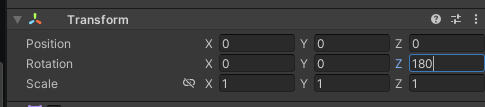 Transform
Position X 0 Y 0 Z 0
Rotation X 0 Y 0 Z 180
Scale X 1 Y 1 Z 1